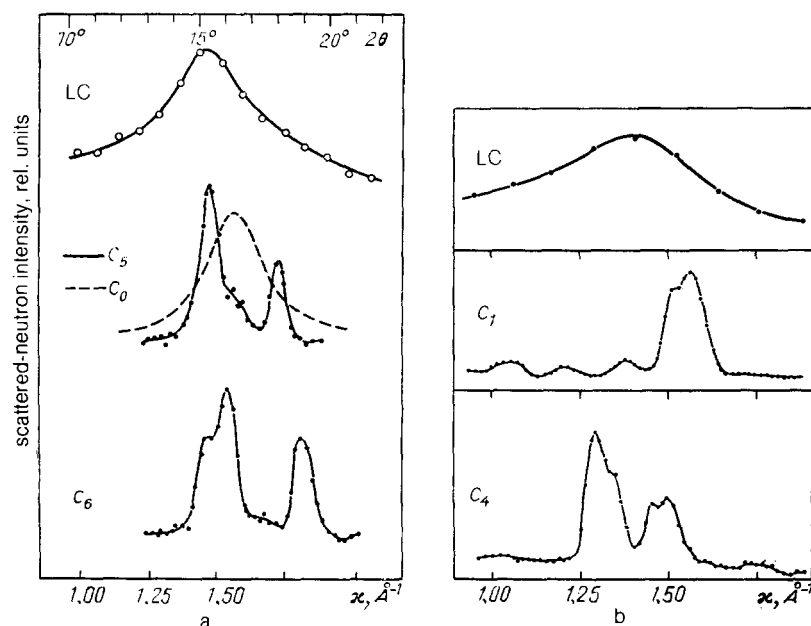 70° 15° 20° 2θ
LC
C₅
C₀
C₆
1,00 1,25 1,50 ϰ, Å⁻¹
a
scattered-neutron intensity, rel. units
LC
C₁
C₄
1,00 1,25 1,50 ϰ, Å⁻¹
b